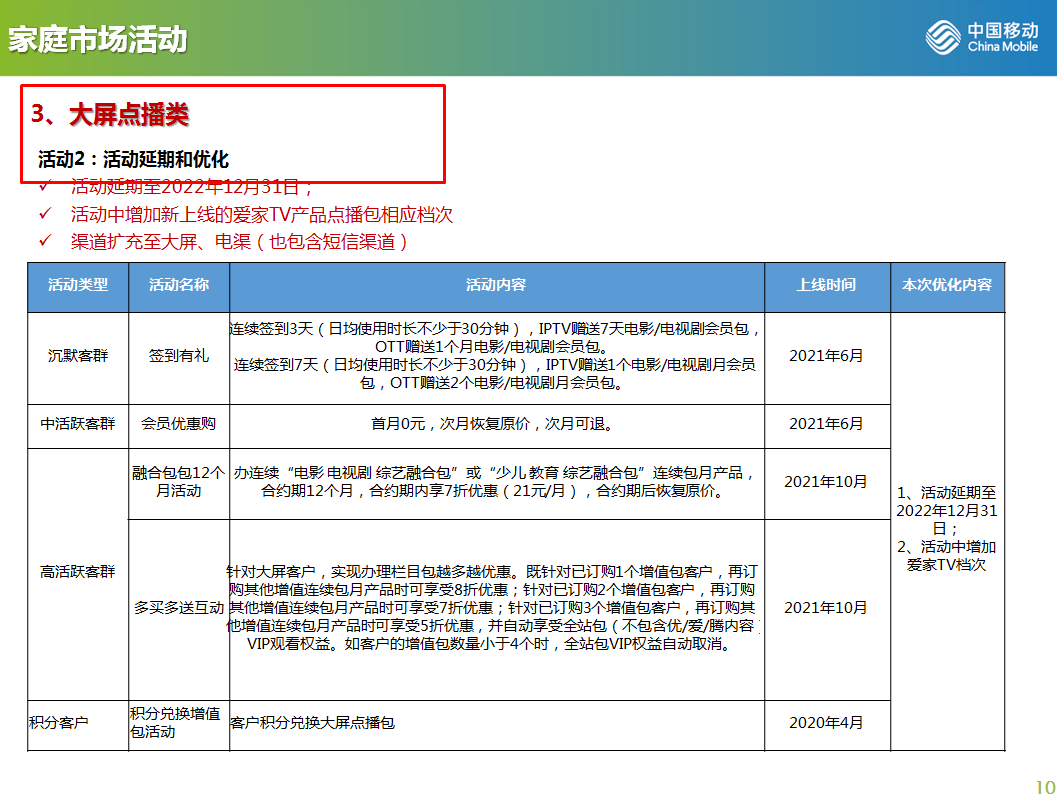 家庭市场活动
中国移动
China Mobile
3、大屏点播类
活动2：活动延期和优化
✓ 活动延期至2022年12月31日；
✓ 活动中增加新上线的爱家TV产品点播包相应档次
✓ 渠道扩充至大屏、电渠（也包含短信渠道）
活动类型 活动名称 活动内容 上线时间 本次优化内容
沉默客群
签到有礼
连续签到3天（日均使用时长不少于30分钟），IPTV赠送7天电影/电视剧会员包，
OTT赠送1个月电影/电视剧会员包。
连续签到7天（日均使用时长不少于30分钟），IPTV赠送1个电影/电视剧月会员
包，OTT赠送2个电影/电视剧月会员包。
2021年6月
中活跃客群
会员优惠购
首月0元，次月恢复原价，次月可退。
2021年6月
高活跃客群
融合包包12个
月活动
办连续“电影 电视剧 综艺融合包”或“少儿 教育 综艺融合包”连续包月产品，
合约期12个月，合约期内享7折优惠（21元/月），合约期后恢复原价。
2021年10月
多买多送互动
针对大屏客户，实现办理栏目包越多越优惠。既针对已订购1个增值包客户，再订
购其他增值连续包月产品时可享受8折优惠；针对已订购2个增值包客户，再订购
其他增值连续包月产品时可享受7折优惠；针对已订购3个增值包客户，再订购其
他增值连续包月产品时可享受5折优惠，并自动享受全站包（不包含优/爱/腾内容）
VIP观看权益。如客户的增值包数量小于4个时，全站包VIP权益自动取消。
2021年10月
积分客户
积分兑换增值
包活动
客户积分兑换大屏点播包
2020年4月
1、活动延期至
2022年12月31
日；
2、活动中增加
爱家TV档次
10